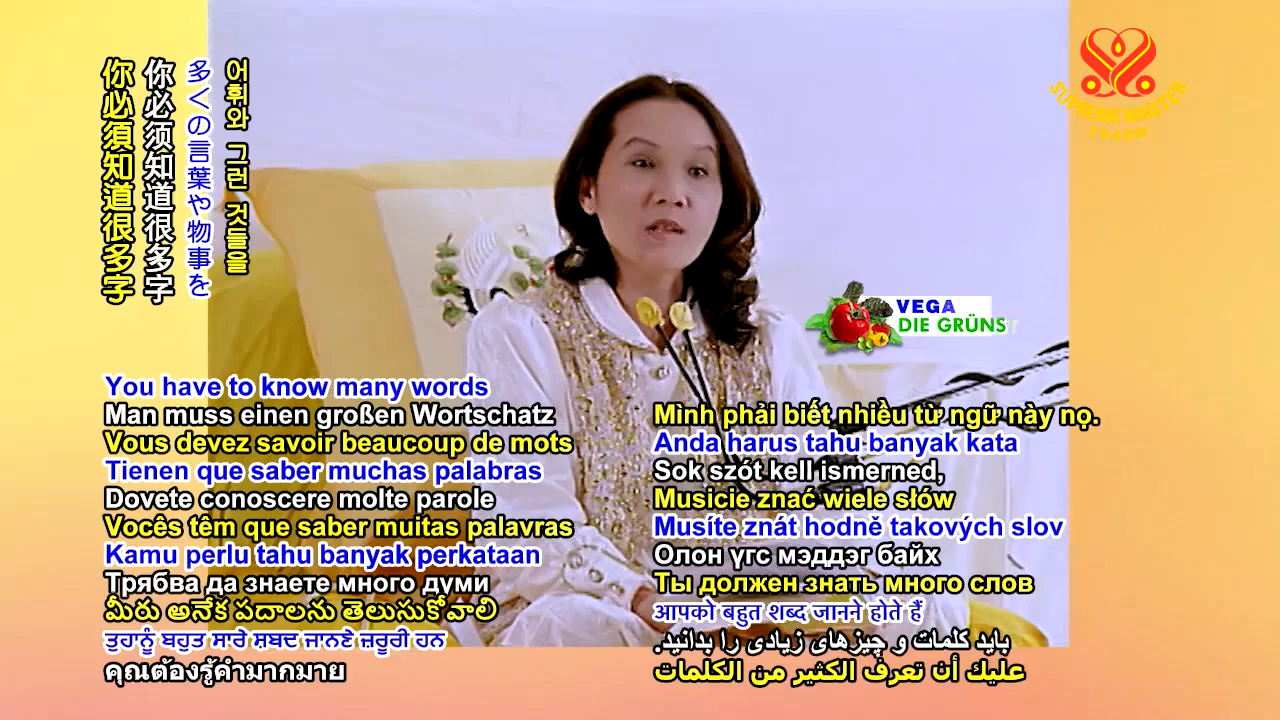 你必須知道很多字
你必须知道很多字
多くの言葉や物事を
어휘와 그런 것들을
SUPREME MASTER
TV.com
VEGA
DIE GRÜNST
You have to know many words
Man muss einen großen Wortschatz
Vous devez savoir beaucoup de mots
Tienen que saber muchas palabras
Dovete conoscere molte parole
Vocês têm que saber muitas palavras
Kamu perlu tahu banyak perkataan
Трябва да знаете много думи
మీరు అనేక పదాలను తెలుసుకోవాలి
ਤੁਹਾਨੂੰ ਬਹੁਤ ਸਾਰੇ ਸ਼ਬਦ ਜਾਨਣੇ ਜ਼ਰੂਰੀ ਹਨ
คุณต้องรู้คำมากมาย
Mình phải biết nhiều từ ngữ này nọ.
Anda harus tahu banyak kata
Sok szót kell ismerned,
Musicie znać wiele słów
Musíte znát hodně takových slov
Олон үгс мэддэг байх
Ты должен знать много слов
आपको बहुत शब्द जानने होते हैं
باید کلمات و چیزهای زیادی را بدانید.
عليك أن تعرف الكثير من الكلمات